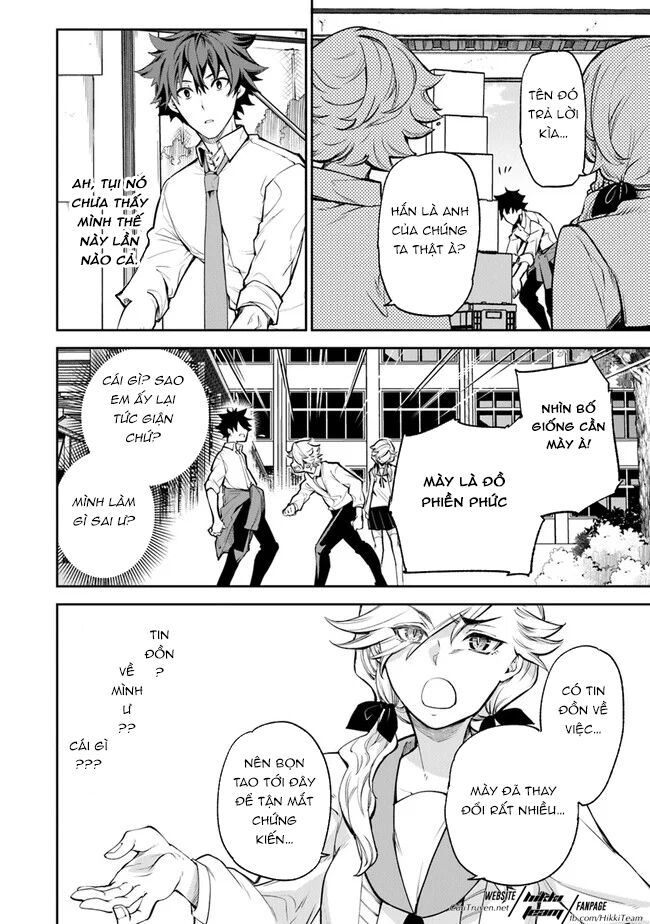 TÊN ĐÓ
TRẢ LỜI
KÌA...
HẮN LÀ ANH
CỦA CHÚNG
TA THẬT À?
AH, TỤI NÓ
CHƯA THẤY
MÌNH THẾ
NÀY LẦN
NÀO CẢ.
NHÌN BỐ
GIỐNG CẦN
MÀY À!
MÀY LÀ ĐỒ
PHIỀN PHỨC
CÁI GÌ? SAO
EM ẤY LẠI
TỨC GIẬN
CHỨ?
MÌNH LÀM
GÌ SAI Ư?
CÓ TIN
ĐỒN VỀ
VIỆC...
MÀY ĐÃ THAY
ĐỔI RẤT NHIỀU...
NÊN BỌN
TAO TỚI ĐÂY
ĐỂ TẬN MẮT
CHỨNG
KIẾN...
TIN
ĐỒN
?
VỀ
MÌNH
Ư
??
CÁI GÌ
???
WEBSITE
hikki
team
FANPAGE
fb.com/HikkiTeam